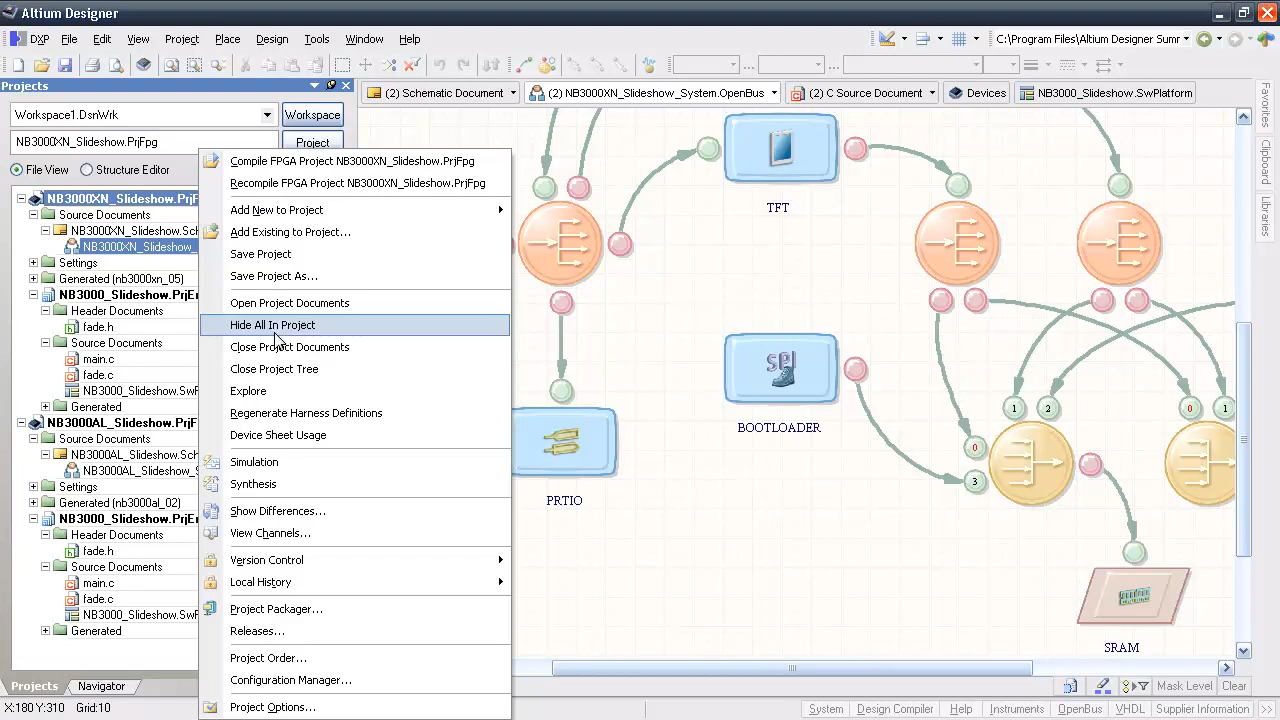 Altium Designer
DXP File Edit View Project Place Design Tools Window Help
C:\Program Files\Altium Designer Sumr
Projects
(2) Schematic Document
(2) NB3000XN_Slideshow_System.OpenBus
(2) C Source Document
Devices
NB3000_Slideshow.SwPlatform
Workspace1.DsnWrk
Workspace
NB3000XN_Slideshow.PrjFpg
Project
File View
Structure Editor
NB3000XN_Slideshow.PrjF
Source Documents
NB3000XN_Slideshow.Sch
NB3000XN_Slideshow_
Settings
Generated (nb3000xn_05)
NB3000_Slideshow.PrjEr
Header Documents
fade.h
Source Documents
main.c
fade.c
NB3000_Slideshow.SwF
Generated
NB3000AL_Slideshow.PrjF
Source Documents
NB3000AL_Slideshow.Sch
NB3000AL_Slideshow_
Settings
Generated (nb3000al_02)
NB3000_Slideshow.PrjEr
Header Documents
fade.h
Source Documents
main.c
fade.c
NB3000_Slideshow.SwF
Generated
Compile FPGA Project NB3000XN_Slideshow.PrjFpg
Recompile FPGA Project NB3000XN_Slideshow.PrjFpg
Add New to Project
Add Existing to Project...
Save Project
Save Project As...
Open Project Documents
Hide All In Project
Close Project Documents
Close Project Tree
Explore
Regenerate Harness Definitions
Device Sheet Usage
Simulation
Synthesis
Show Differences...
View Channels...
Version Control
Local History
Project Packager...
Releases...
Project Order...
Configuration Manager...
Project Options...
TFT
1 2 0 1
spi
BOOTLOADER
0
3
PRTIO
SRAM
Favorites
Clipboard
Libraries
Projects
Navigator
Mask Level
Clear
X:180 Y:310 Grid:10
System Design Compiler Help Instruments OpenBus VHDL Supplier Information >>